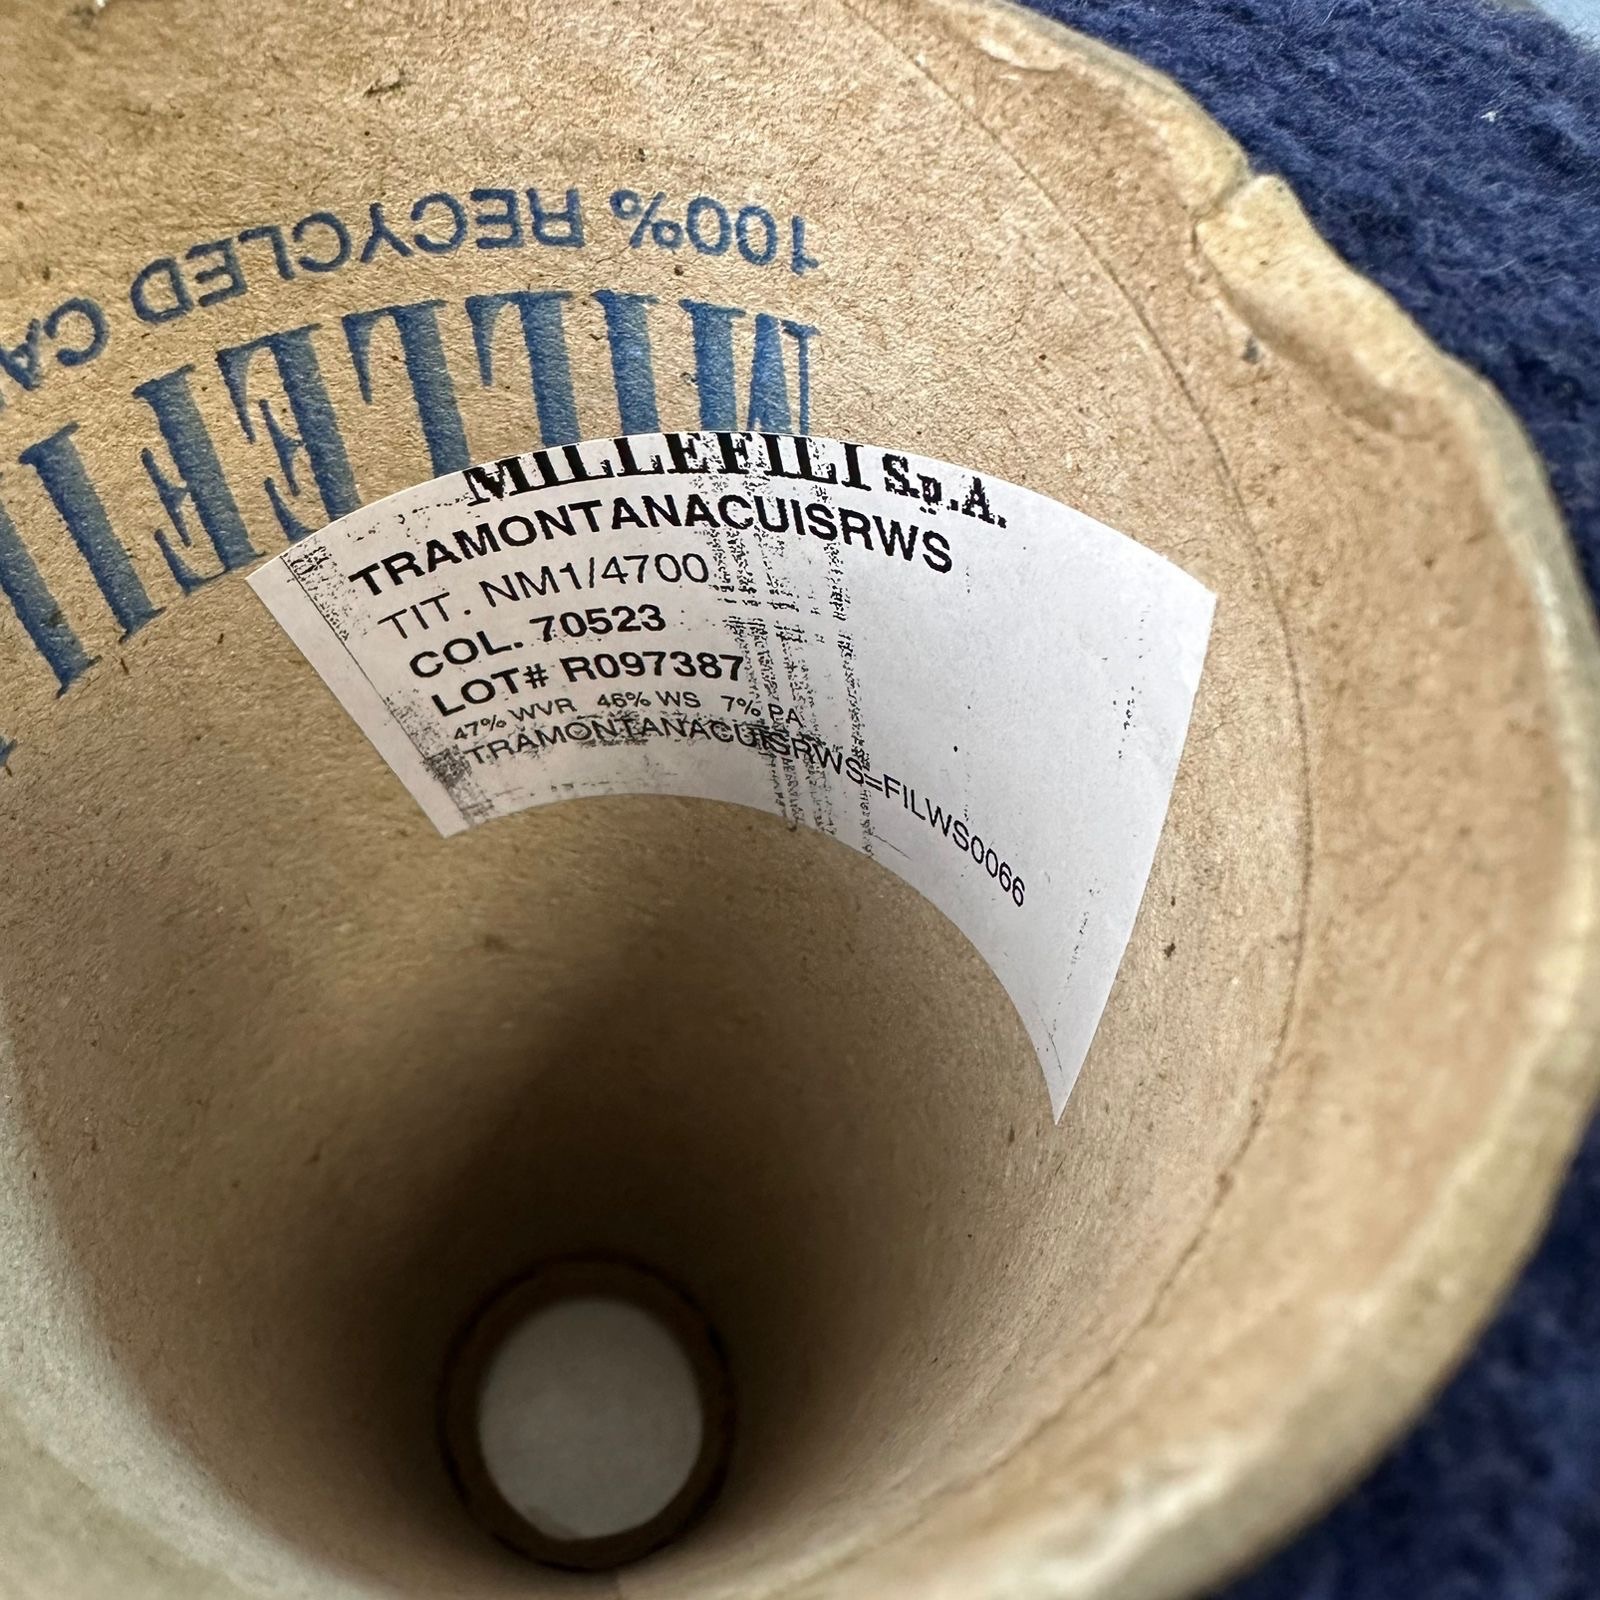 100% RECYCLED CA
MILLEFILI
MILLEFILI S.p.A.
TRAMONTANACUISRWS
TIT. NM1/4700
COL. 70523
LOT# R097387
47% WVR 46% WS 7% PA
TRAMONTANACUISRWS=FILWS0066